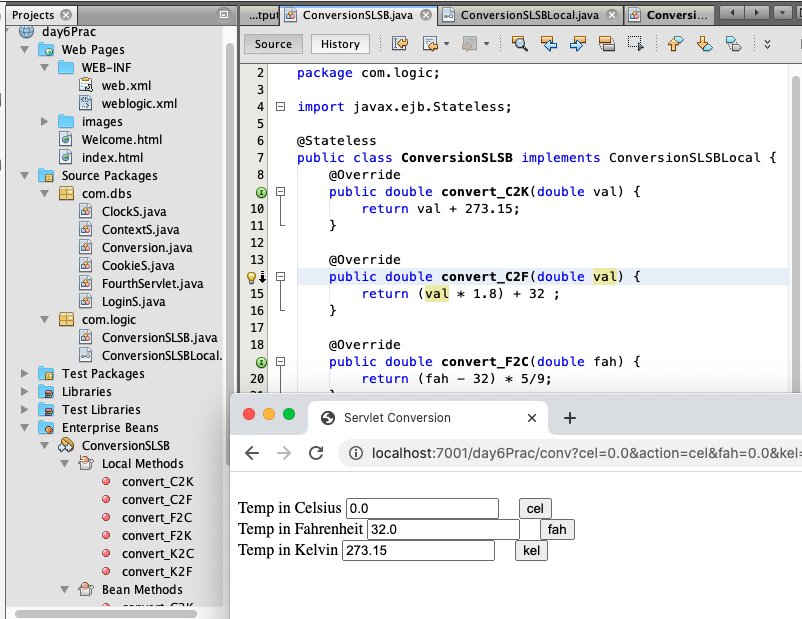 Projects
day6Prac
Web Pages
WEB-INF
web.xml
weblogic.xml
images
Welcome.html
index.html
Source Packages
com.dbs
ClockS.java
ContextS.java
Conversion.java
CookieS.java
FourthServlet.java
LoginS.java
com.logic
ConversionSLSB.java
ConversionSLSBLocal.
Test Packages
Libraries
Test Libraries
Enterprise Beans
ConversionSLSB
Local Methods
convert_C2K
convert_C2F
convert_F2C
convert_F2K
convert_K2C
convert_K2F
Bean Methods
...tput ConversionSLSB.java ConversionSLSBLocal.java Conversi...
Source History
2 package com.logic;
3
4 import javax.ejb.Stateless;
5
6 @Stateless
7 public class ConversionSLSB implements ConversionSLSBLocal {
8 @Override
public double convert_C2K(double val) {
10 return val + 273.15;
11 }
12
13 @Override
public double convert_C2F(double val) {
15 return (val * 1.8) + 32 ;
16 }
17
18 @Override
public double convert_F2C(double fah) {
20 return (fah - 32) * 5/9;
Servlet Conversion
localhost:7001/day6Prac/conv?cel=0.0&action=cel&fah=0.0&kel=
Temp in Celsius 0.0 cel
Temp in Fahrenheit 32.0 fah
Temp in Kelvin 273.15 kel